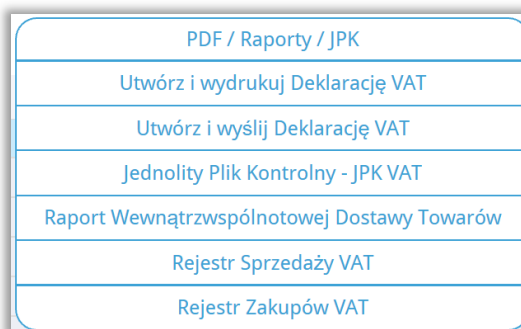 PDF / Raporty / JPK
Utwórz i wydrukuj Deklarację VAT
Utwórz i wyślij Deklarację VAT
Jednolity Plik Kontrolny - JPK VAT
Raport Wewnątrzwspólnotowej Dostawy Towarów
Rejestr Sprzedaży VAT
Rejestr Zakupów VAT